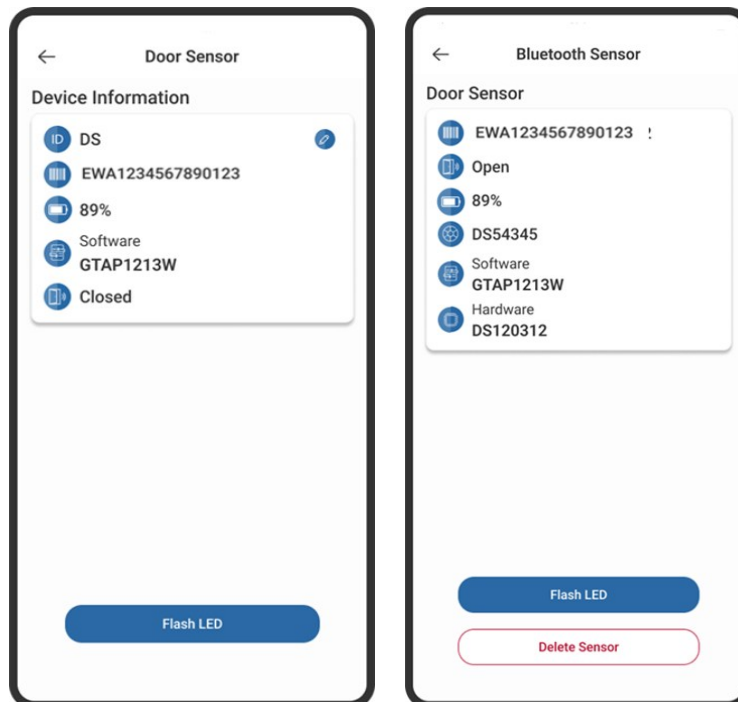 Door Sensor
Device Information
ID DS
EWA1234567890123
89%
Software
GTAP1213W
Closed
Flash LED
Bluetooth Sensor
Door Sensor
EWA1234567890123 !
Open
89%
DS54345
Software
GTAP1213W
Hardware
DS120312
Flash LED
Delete Sensor